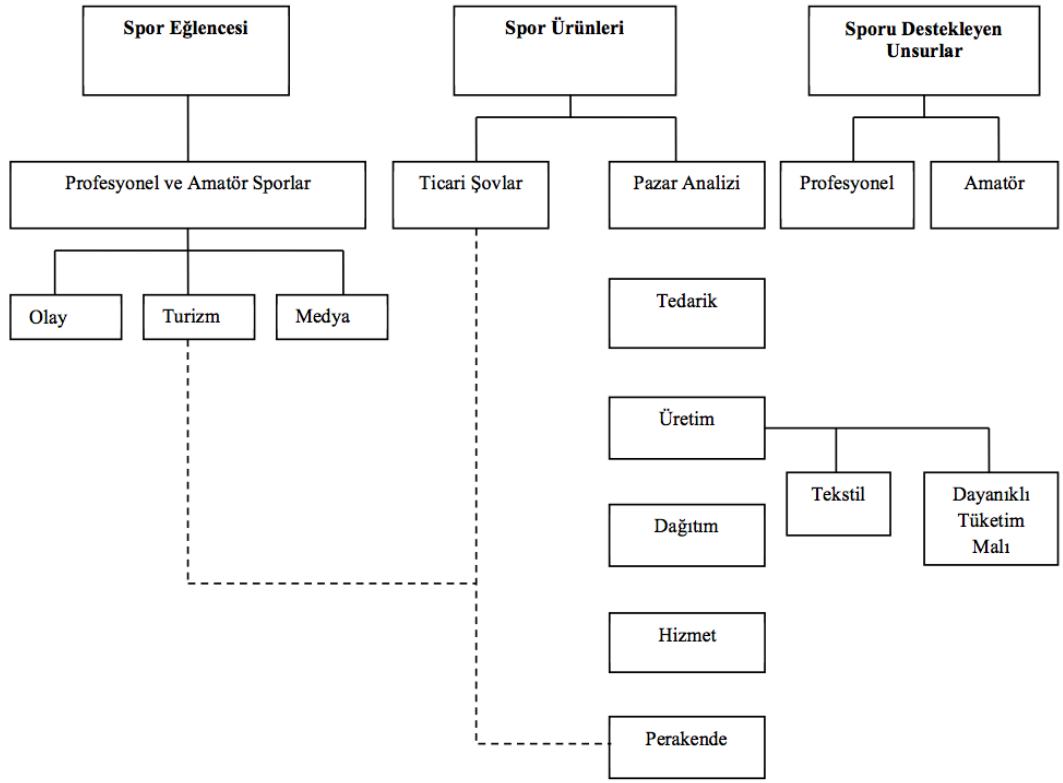 Spor Eğlencesi
Spor Ürünleri
Sporu Destekleyen
Unsurlar
Profesyonel ve Amatör Sporlar
Ticari Şovlar
Pazar Analizi
Profesyonel
Amatör
Olay
Turizm
Medya
Tedarik
Üretim
Tekstil
Dayanıklı
Tüketim
Malı
Dağıtım
Hizmet
Perakende